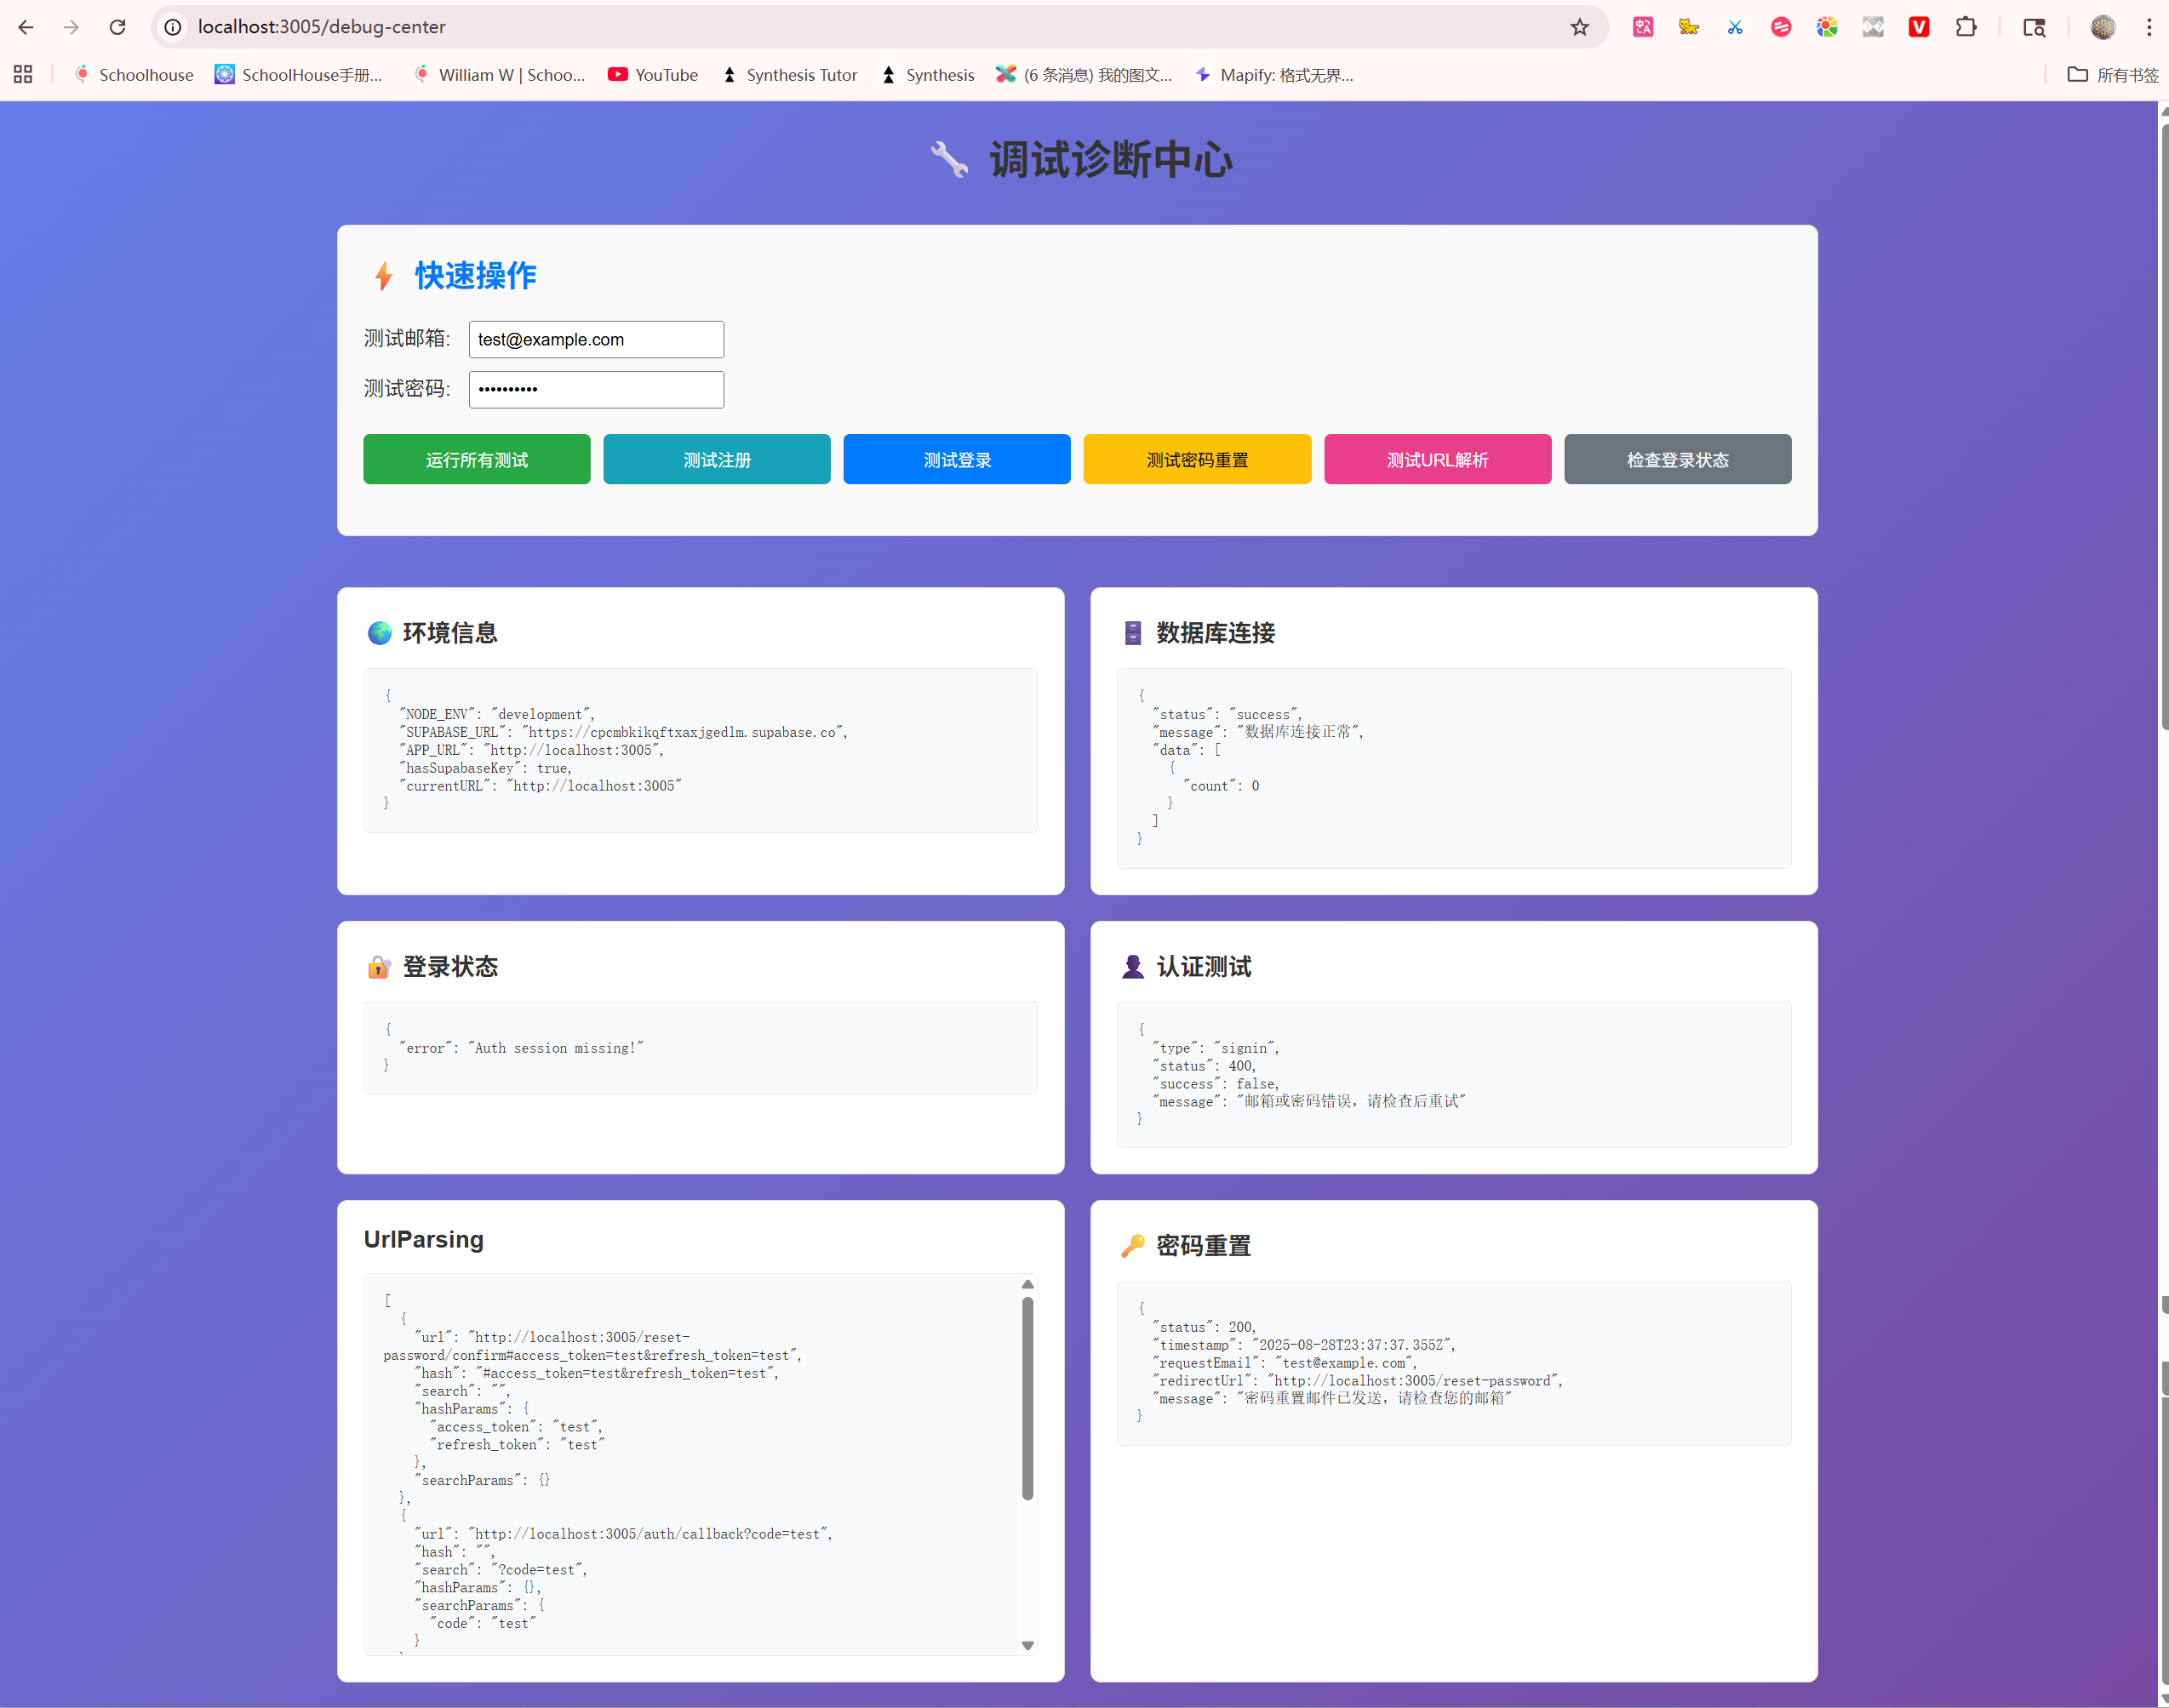 localhost:3005/debug-center
Schoolhouse
SchoolHouse手册...
William W | Schoo...
YouTube
Synthesis Tutor
Synthesis
(6 条消息) 我的图文...
Mapify: 格式无界...
所有书签
调试诊断中心
快速操作
测试邮箱:
test@example.com
测试密码:
••••••••••
运行所有测试
测试注册
测试登录
测试密码重置
测试URL解析
检查登录状态
环境信息
{
"NODE_ENV": "development",
"SUPABASE_URL": "https://cpcmbkikqftxaxjgedlm.supabase.co",
"APP_URL": "http://localhost:3005",
"hasSupabaseKey": true,
"currentURL": "http://localhost:3005"
}
数据库连接
{
"status": "success",
"message": "数据库连接正常",
"data": [
{
"count": 0
}
]
}
登录状态
{
"error": "Auth session missing!"
}
认证测试
{
"type": "signin",
"status": 400,
"success": false,
"message": "邮箱或密码错误，请检查后重试"
}
UrlParsing
[
{
"url": "http://localhost:3005/reset-
password/confirm#access_token=test&refresh_token=test",
"hash": "#access_token=test&refresh_token=test",
"search": "",
"hashParams": {
"access_token": "test",
"refresh_token": "test"
},
"searchParams": {}
},
{
"url": "http://localhost:3005/auth/callback?code=test",
"hash": "",
"search": "?code=test",
"hashParams": {},
"searchParams": {
"code": "test"
}
密码重置
{
"status": 200,
"timestamp": "2025-08-28T23:37:37.355Z",
"requestEmail": "test@example.com",
"redirectUrl": "http://localhost:3005/reset-password",
"message": "密码重置邮件已发送，请检查您的邮箱"
}